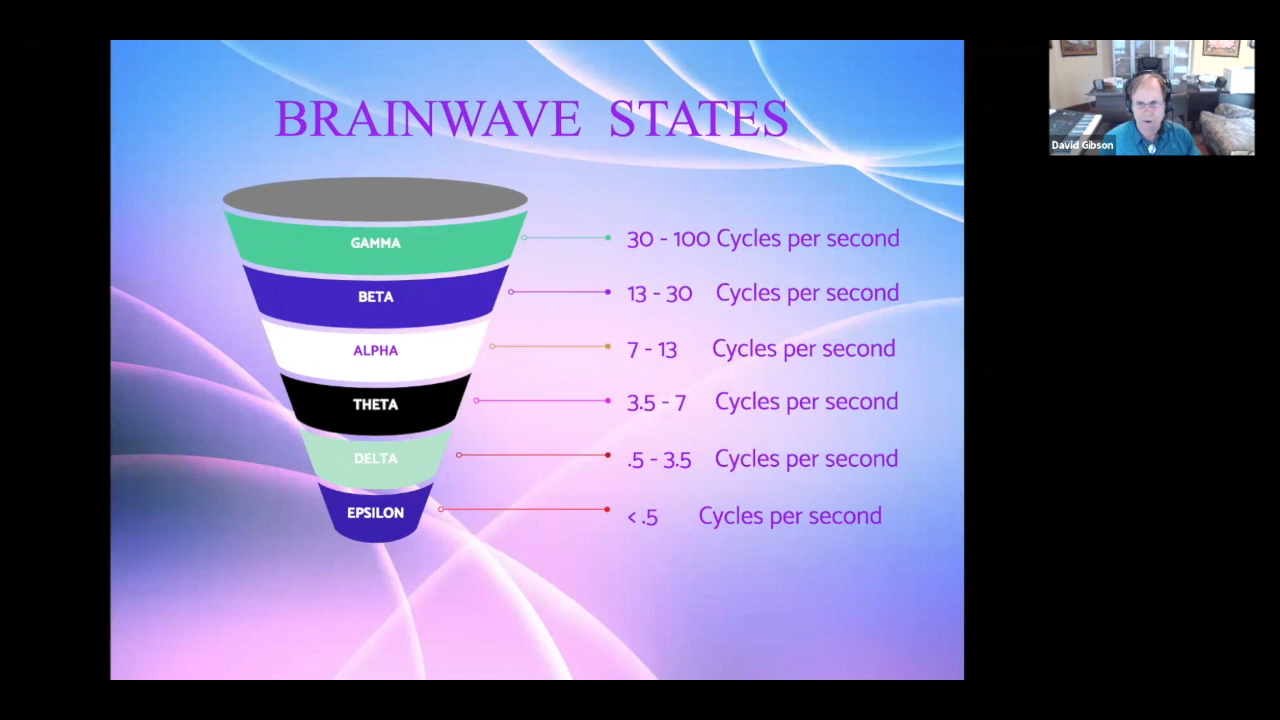 BRAINWAVE STATES
GAMMA 30 - 100 Cycles per second
BETA 13 - 30 Cycles per second
ALPHA 7 - 13 Cycles per second
THETA 3.5 - 7 Cycles per second
DELTA .5 - 3.5 Cycles per second
EPSILON < .5 Cycles per second
David Gibson